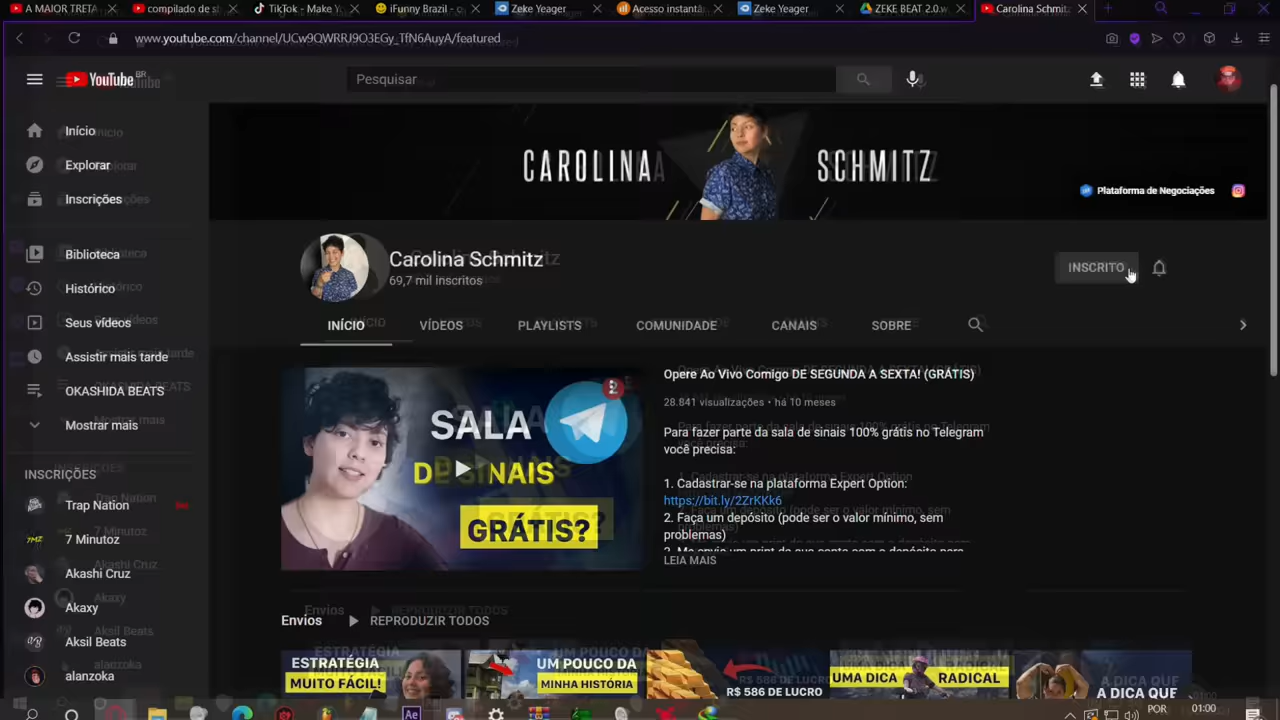 A MAIOR TRETA
compilado de st
TikTok - Make Y
iFunny Brazil - c
Zeke Yeager
Acesso instantâ
Zeke Yeager
ZEKE BEAT 2.0.w
Carolina Schmitz
www.youtube.com/channel/UCw9QWRRJ9O3EGy_TfN6AuyA/featured
YouTube BR
Pesquisar
Início
Explorar
Inscrições
Biblioteca
Histórico
Seus vídeos
Assistir mais tarde
OKASHIDA BEATS
Mostrar mais
INSCRIÇÕES
Trap Nation
7 Minutoz
Akashi Cruz
Akaxy
Aksil Beats
alanzoka
CAROLINA SCHMITZ
Plataforma de Negociações
Carolina Schmitz
69,7 mil inscritos
INSCRITO
INÍCIO
VÍDEOS
PLAYLISTS
COMUNIDADE
CANAIS
SOBRE
SALA
DE SINAIS
GRÁTIS?
2
Opere Ao Vivo Comigo DE SEGUNDA A SEXTA! (GRÁTIS)
28.841 visualizações • há 10 meses
Para fazer parte da sala de sinais 100% grátis no Telegram
você precisa:
1. Cadastrar-se na plataforma Expert Option:
https://bit.ly/2ZrKKk6
2. Faça um depósito (pode ser o valor mínimo, sem
problemas)
LEIA MAIS
Envios
REPRODUZIR TODOS
ESTRATÉGIA
MUITO FÁCIL!
UM POUCO DA
MINHA HISTÓRIA
R$ 586 DE LUCRO
UMA DICA
RADICAL
A DICA QUE
Ae
POR
01:00